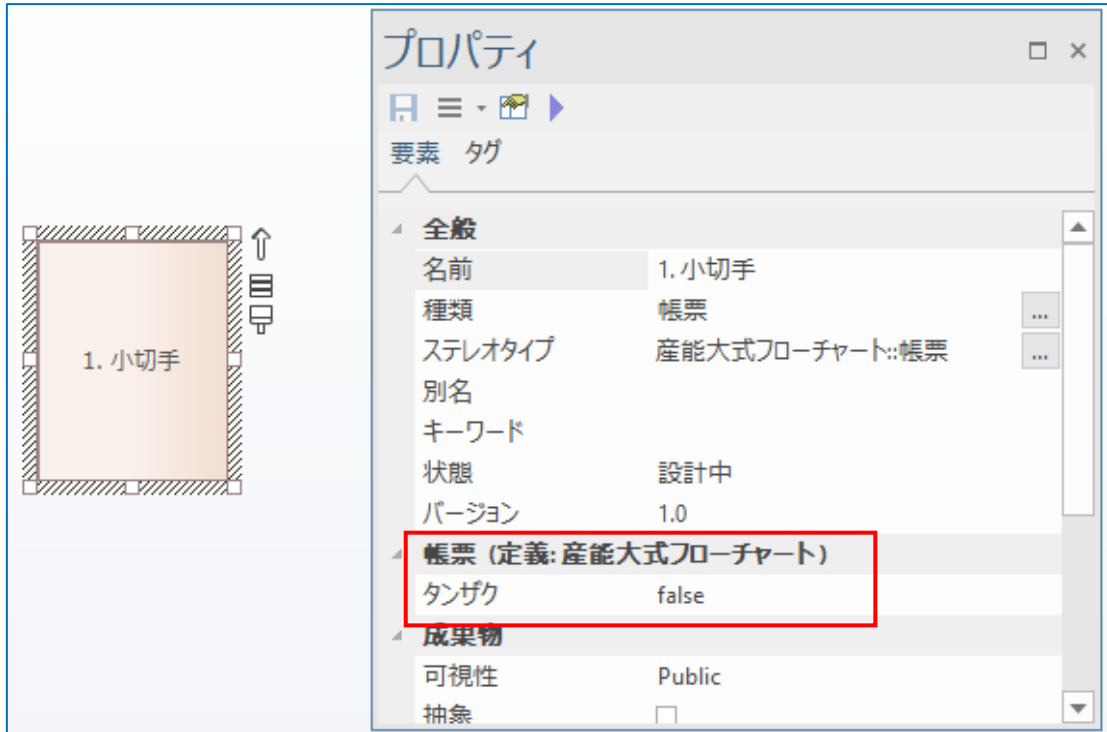 プロパティ
要素 タグ
全般
名前 1. 小切手
種類 帳票 ...
ステレオタイプ 産能大式フローチャート::帳票 ...
別名
キーワード
状態 設計中
バージョン 1.0
帳票 (定義: 産能大式フローチャート)
タンザク false
成果物
可視性 Public
抽象
1. 小切手